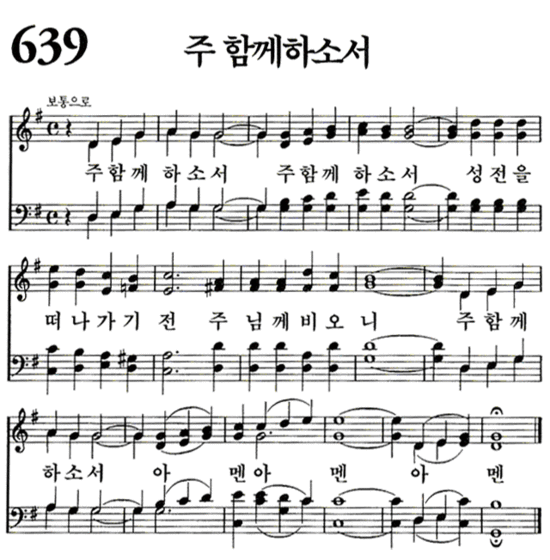 639 주 함께하소서
보통으로
주함께 하소서 주함께 하소서 성전을
떠나가기 전 주 님께비오니 주함께
하소서 아 멘아 멘 아 멘